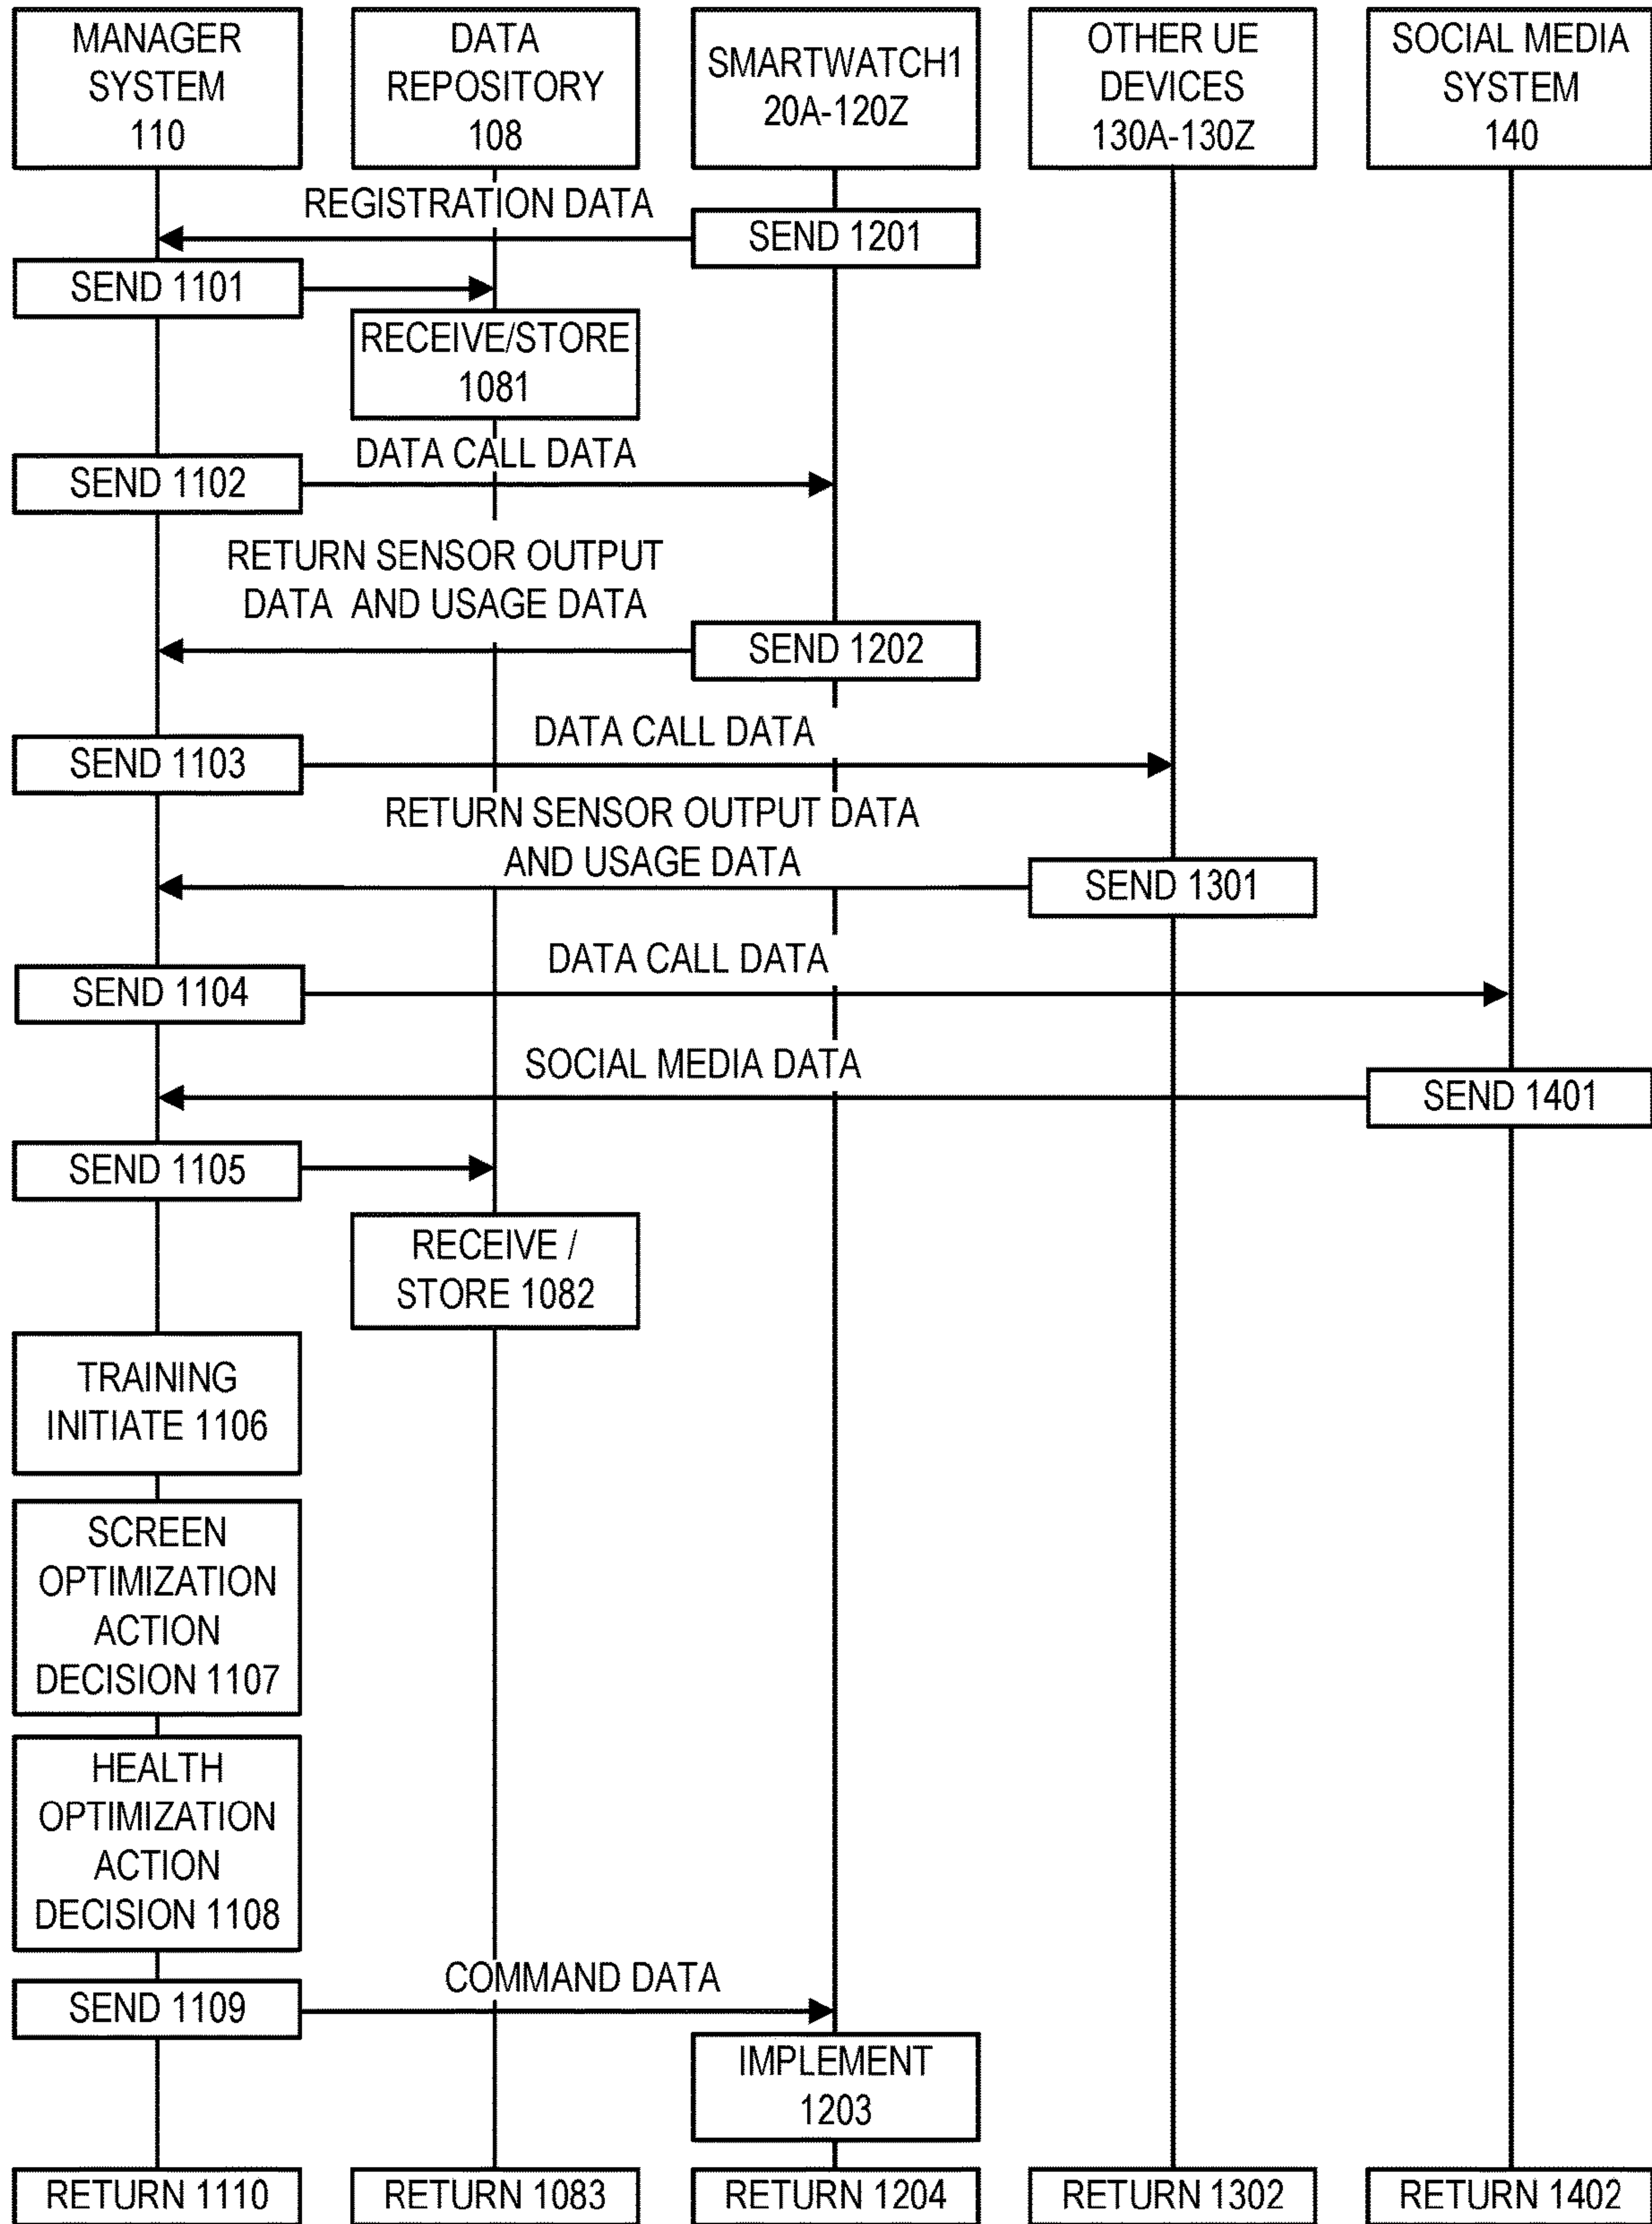 MANAGER
SYSTEM
110
DATA
REPOSITORY
108
SMARTWATCH1
20A-120Z
OTHER UE
DEVICES
130A-130Z
SOCIAL MEDIA
SYSTEM
140
REGISTRATION DATA
SEND 1201
SEND 1101
RECEIVE/STORE
1081
DATA CALL DATA
SEND 1102
RETURN SENSOR OUTPUT
DATA AND USAGE DATA
SEND 1202
DATA CALL DATA
SEND 1103
RETURN SENSOR OUTPUT DATA
AND USAGE DATA
SEND 1301
DATA CALL DATA
SEND 1104
SOCIAL MEDIA DATA
SEND 1401
SEND 1105
RECEIVE /
STORE 1082
TRAINING
INITIATE 1106
SCREEN
OPTIMIZATION
ACTION
DECISION 1107
HEALTH
OPTIMIZATION
ACTION
DECISION 1108
COMMAND DATA
SEND 1109
IMPLEMENT
1203
RETURN 1110
RETURN 1083
RETURN 1204
RETURN 1302
RETURN 1402